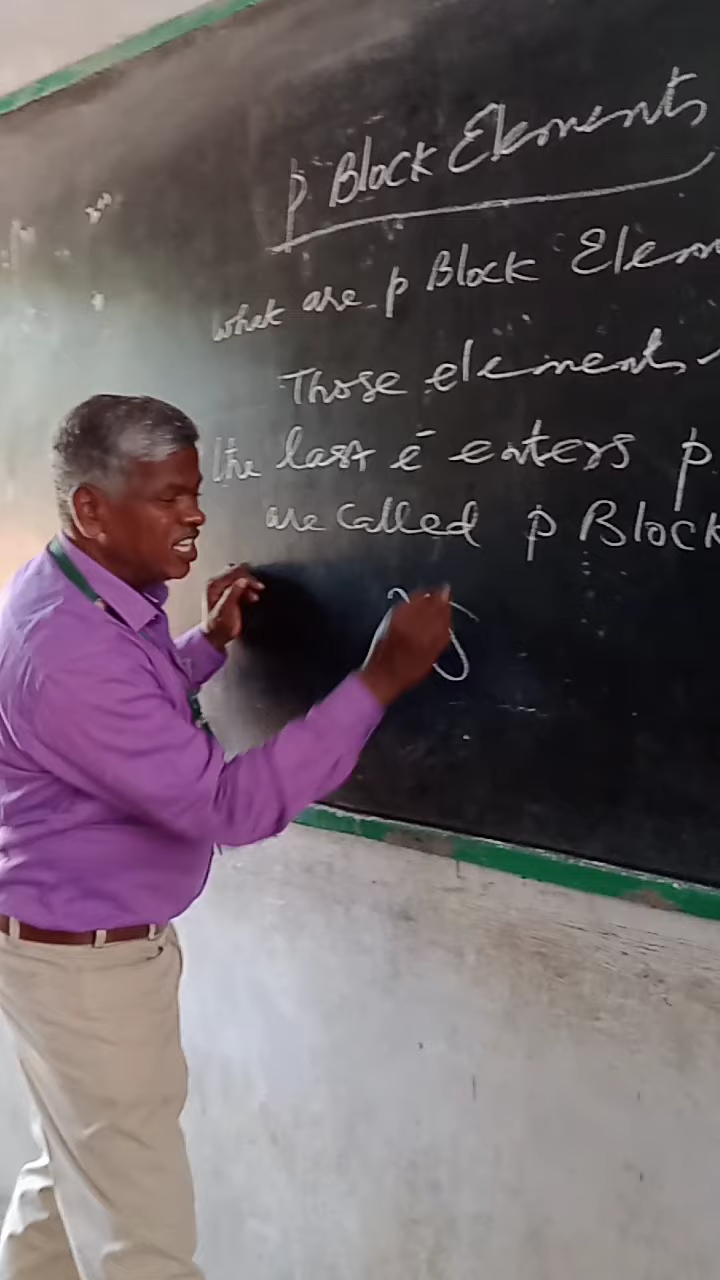 p Block Elements
What are p Block Elem
Those elements
the last e⁻ enters p
are called p Block